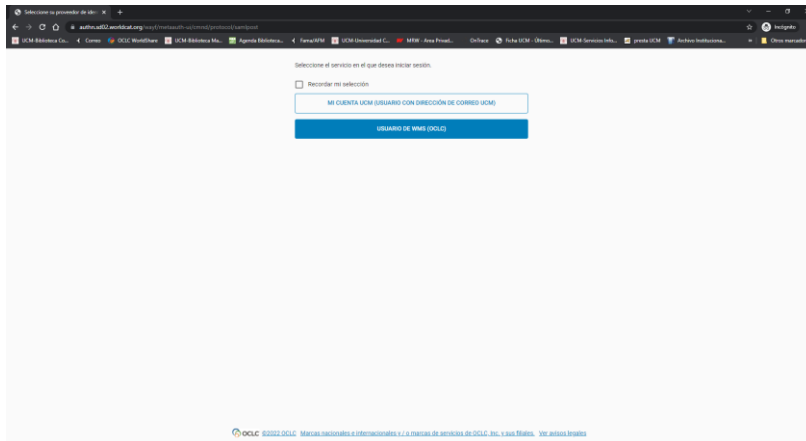 Seleccione su proveedor de iden
authn.sd02.worldcat.org/wayf/metaauth-ui/cmnd/protocol/samlpost
Incógnito
UCM-Biblioteca Co... Correo OCLC WorldShare UCM-Biblioteca Ma... Agenda Biblioteca... Fama/AFM UCM-Universidad C... MRW - Área Privad... OnTrace Ficha UCM - Último... UCM-Servicios Info... presta UCM Archivo Instituciona... Otros marcadores
Seleccione el servicio en el que desea iniciar sesión.
Recordar mi selección
MI CUENTA UCM (USUARIO CON DIRECCIÓN DE CORREO UCM)
USUARIO DE WMS (OCLC)
OCLC ©2022 OCLC Marcas nacionales e internacionales y / o marcas de servicios de OCLC, Inc. y sus filiales. Ver avisos legales